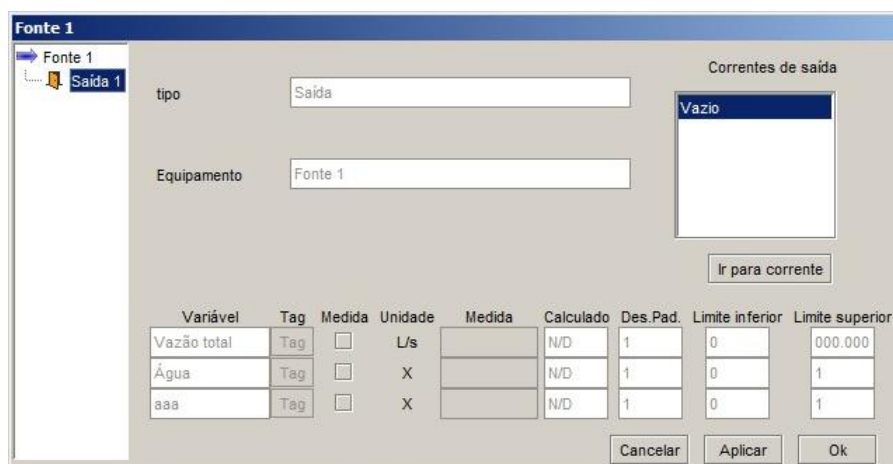 Fonte 1
Fonte 1
Saída 1
Correntes de saída
tipo
Saída
Vazio
Equipamento
Fonte 1
Ir para corrente
Variável Tag Medida Unidade Medida Calculado Des.Pad. Limite inferior Limite superior
Vazão total Tag L/s N/D 1 0 000.000
Água Tag X N/D 1 0 1
aaa Tag X N/D 1 0 1
Cancelar Aplicar Ok